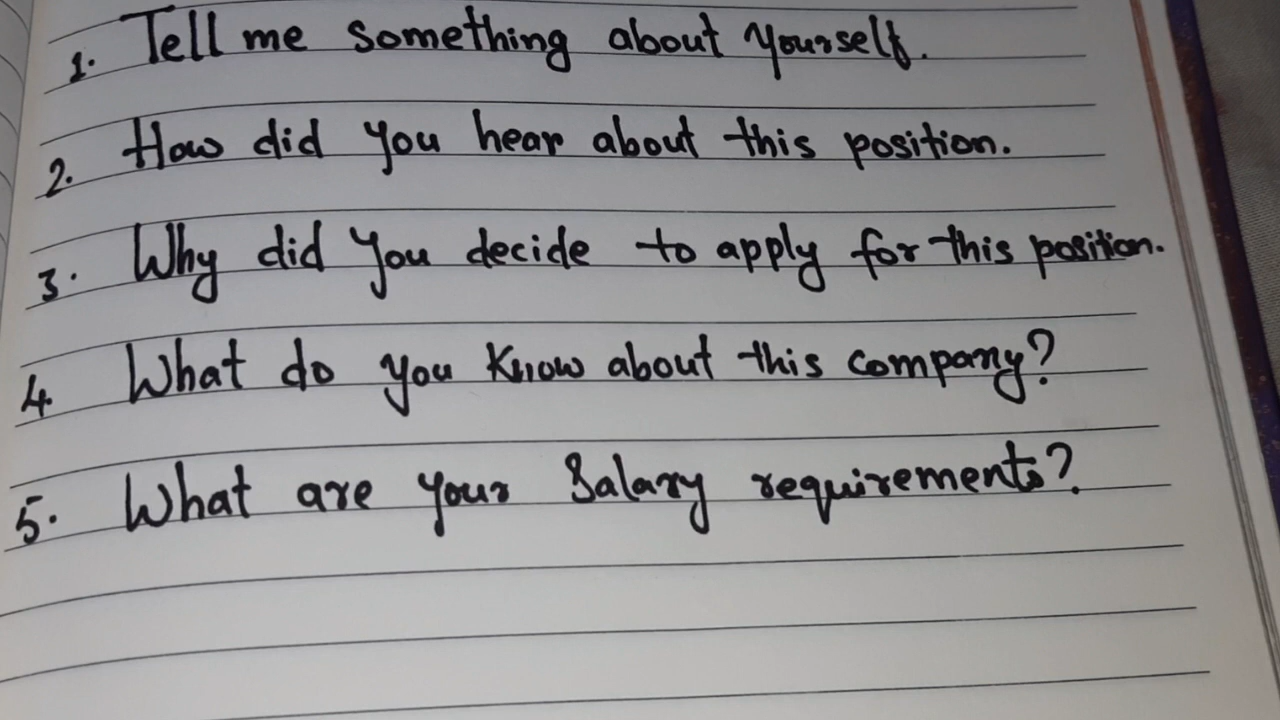 1. Tell me something about yourself.
2. How did you hear about this position.
3. Why did you decide to apply for this position.
4. What do you know about this company?
5. What are your Salary requirements?